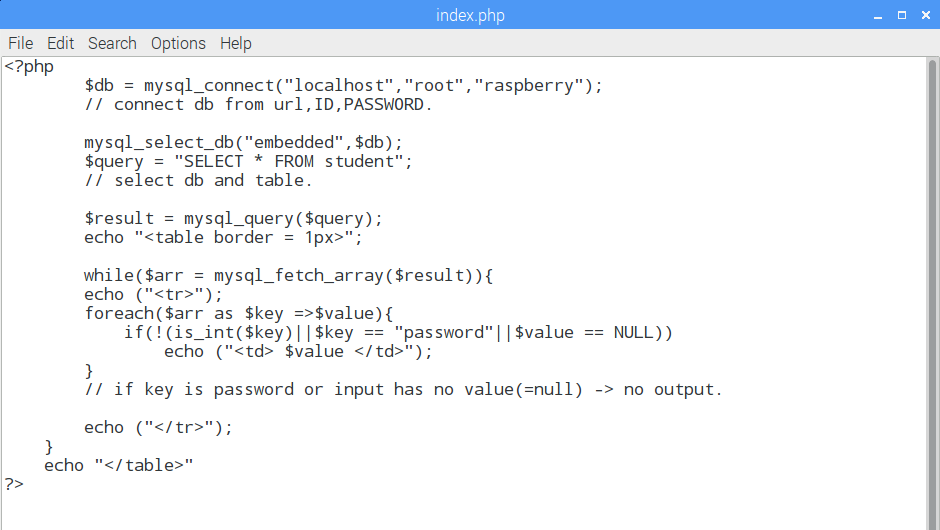 index.php
File Edit Search Options Help
<?php
        $db = mysql_connect("localhost","root","raspberry");
        // connect db from url,ID,PASSWORD.

        mysql_select_db("embedded",$db);
        $query = "SELECT * FROM student";
        // select db and table.

        $result = mysql_query($query);
        echo "<table border = 1px>";

        while($arr = mysql_fetch_array($result)){
        echo ("<tr>");
        foreach($arr as $key =>$value){
            if(!(is_int($key)||$key == "password"||$value == NULL))
                echo ("<td> $value </td>");
        }
        // if key is password or input has no value(=null) -> no output.

        echo ("</tr>");
    }
    echo "</table>"
?>